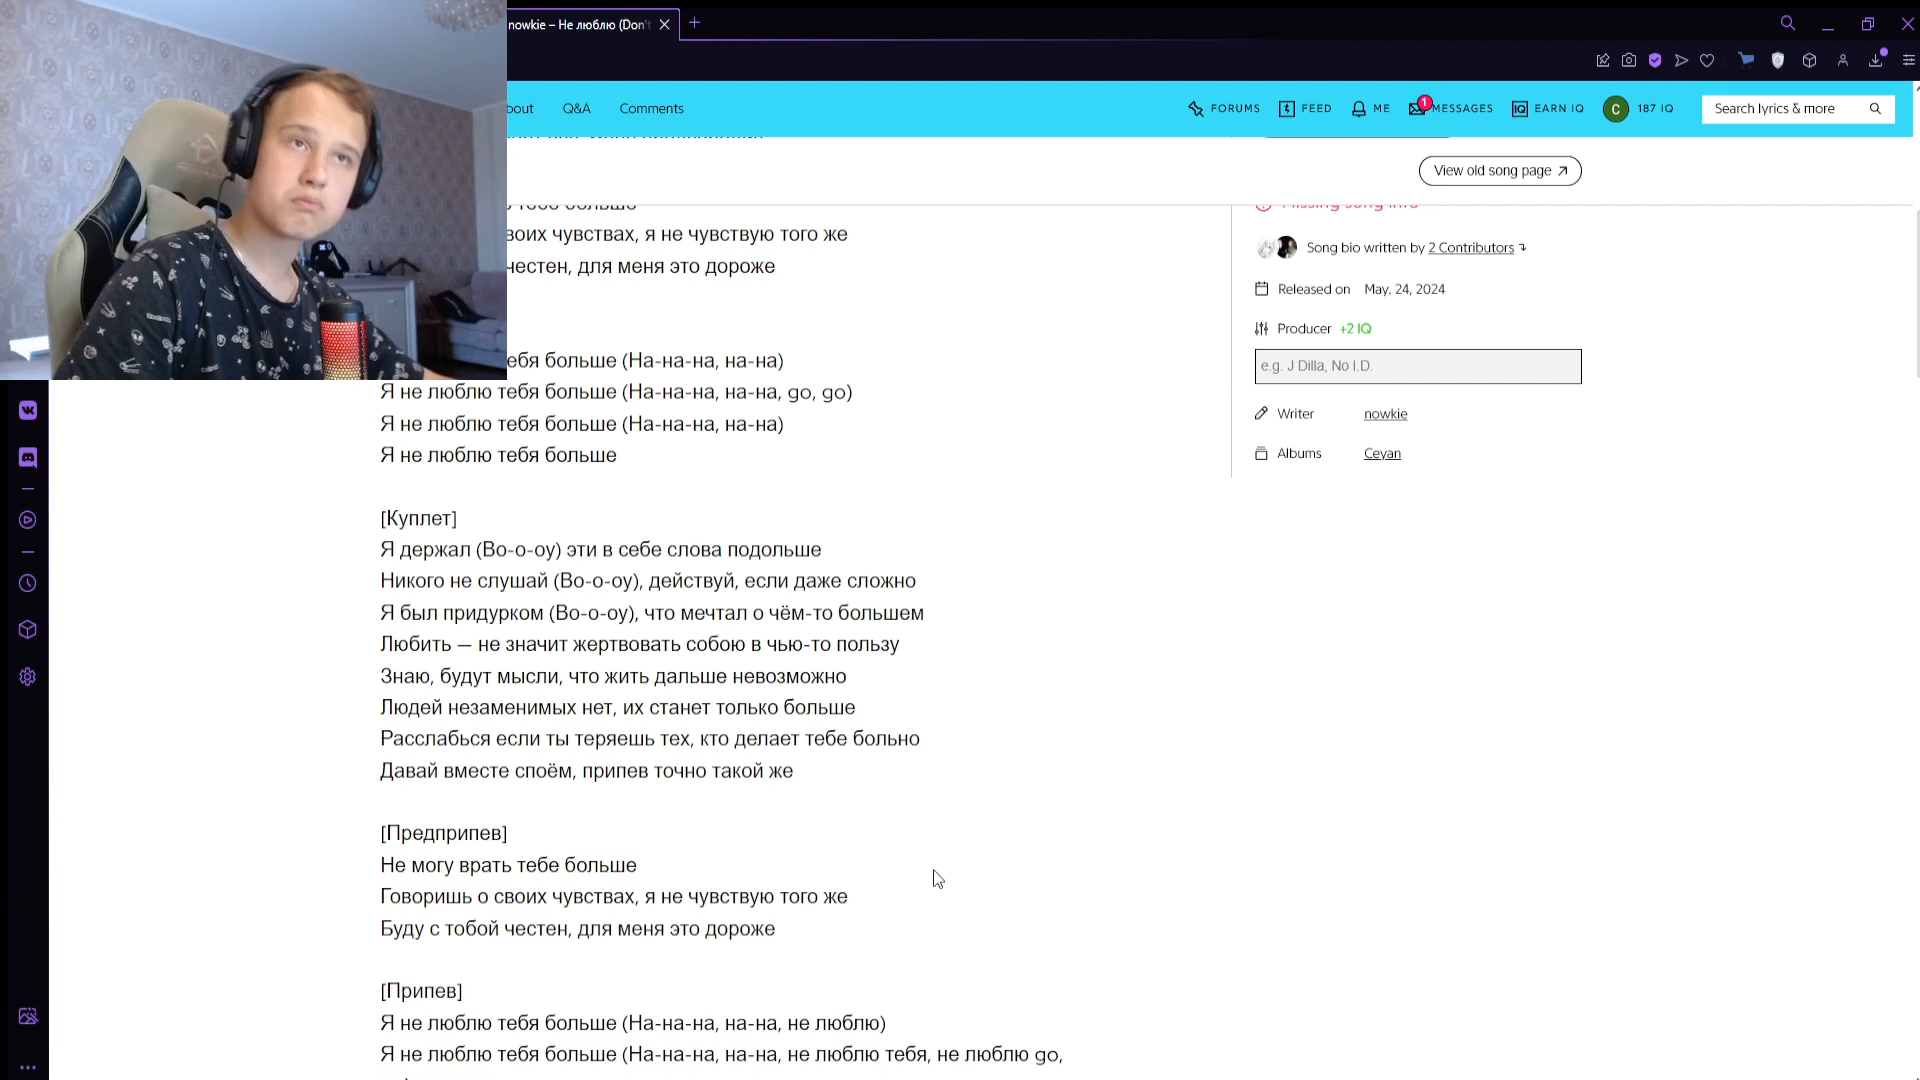 nowkie – Не люблю (Don't
bout Q&A Comments
FORUMS FEED ME 1 MESSAGES IQ EARN IQ C 187 IQ Search lyrics & more
View old song page
Missing song info
воих чувствах, я не чувствую того же
честен, для меня это дороже
Song bio written by 2 Contributors
Released on May. 24, 2024
Producer +2 IQ
e.g. J Dilla, No I.D.
Writer nowkie
Albums Ceyan
ебя больше (На-на-на, на-на)
Я не люблю тебя больше (На-на-на, на-на, go, go)
Я не люблю тебя больше (На-на-на, на-на)
Я не люблю тебя больше
[Куплет]
Я держал (Во-о-оу) эти в себе слова подольше
Никого не слушай (Во-о-оу), действуй, если даже сложно
Я был придурком (Во-о-оу), что мечтал о чём-то большем
Любить — не значит жертвовать собою в чью-то пользу
Знаю, будут мысли, что жить дальше невозможно
Людей незаменимых нет, их станет только больше
Расслабься если ты теряешь тех, кто делает тебе больно
Давай вместе споём, припев точно такой же
[Предприпев]
Не могу врать тебе больше
Говоришь о своих чувствах, я не чувствую того же
Буду с тобой честен, для меня это дороже
[Припев]
Я не люблю тебя больше (На-на-на, на-на, не люблю)
Я не люблю тебя больше (На-на-на, на-на, не люблю тебя, не люблю go,